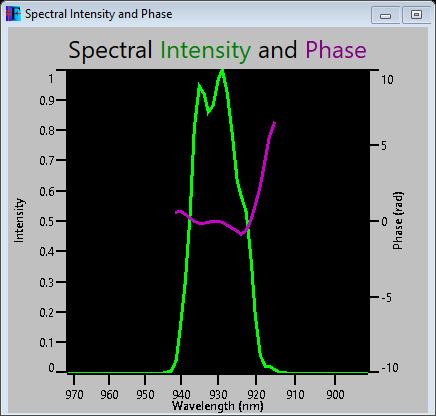 Spectral Intensity and Phase
Spectral Intensity and Phase
1
0.9
0.8
0.7
0.6
0.5
0.4
0.3
0.2
0.1
0
Intensity
10
5
0
-5
-10
Phase (rad)
970 960 950 940 930 920 910 900
Wavelength (nm)